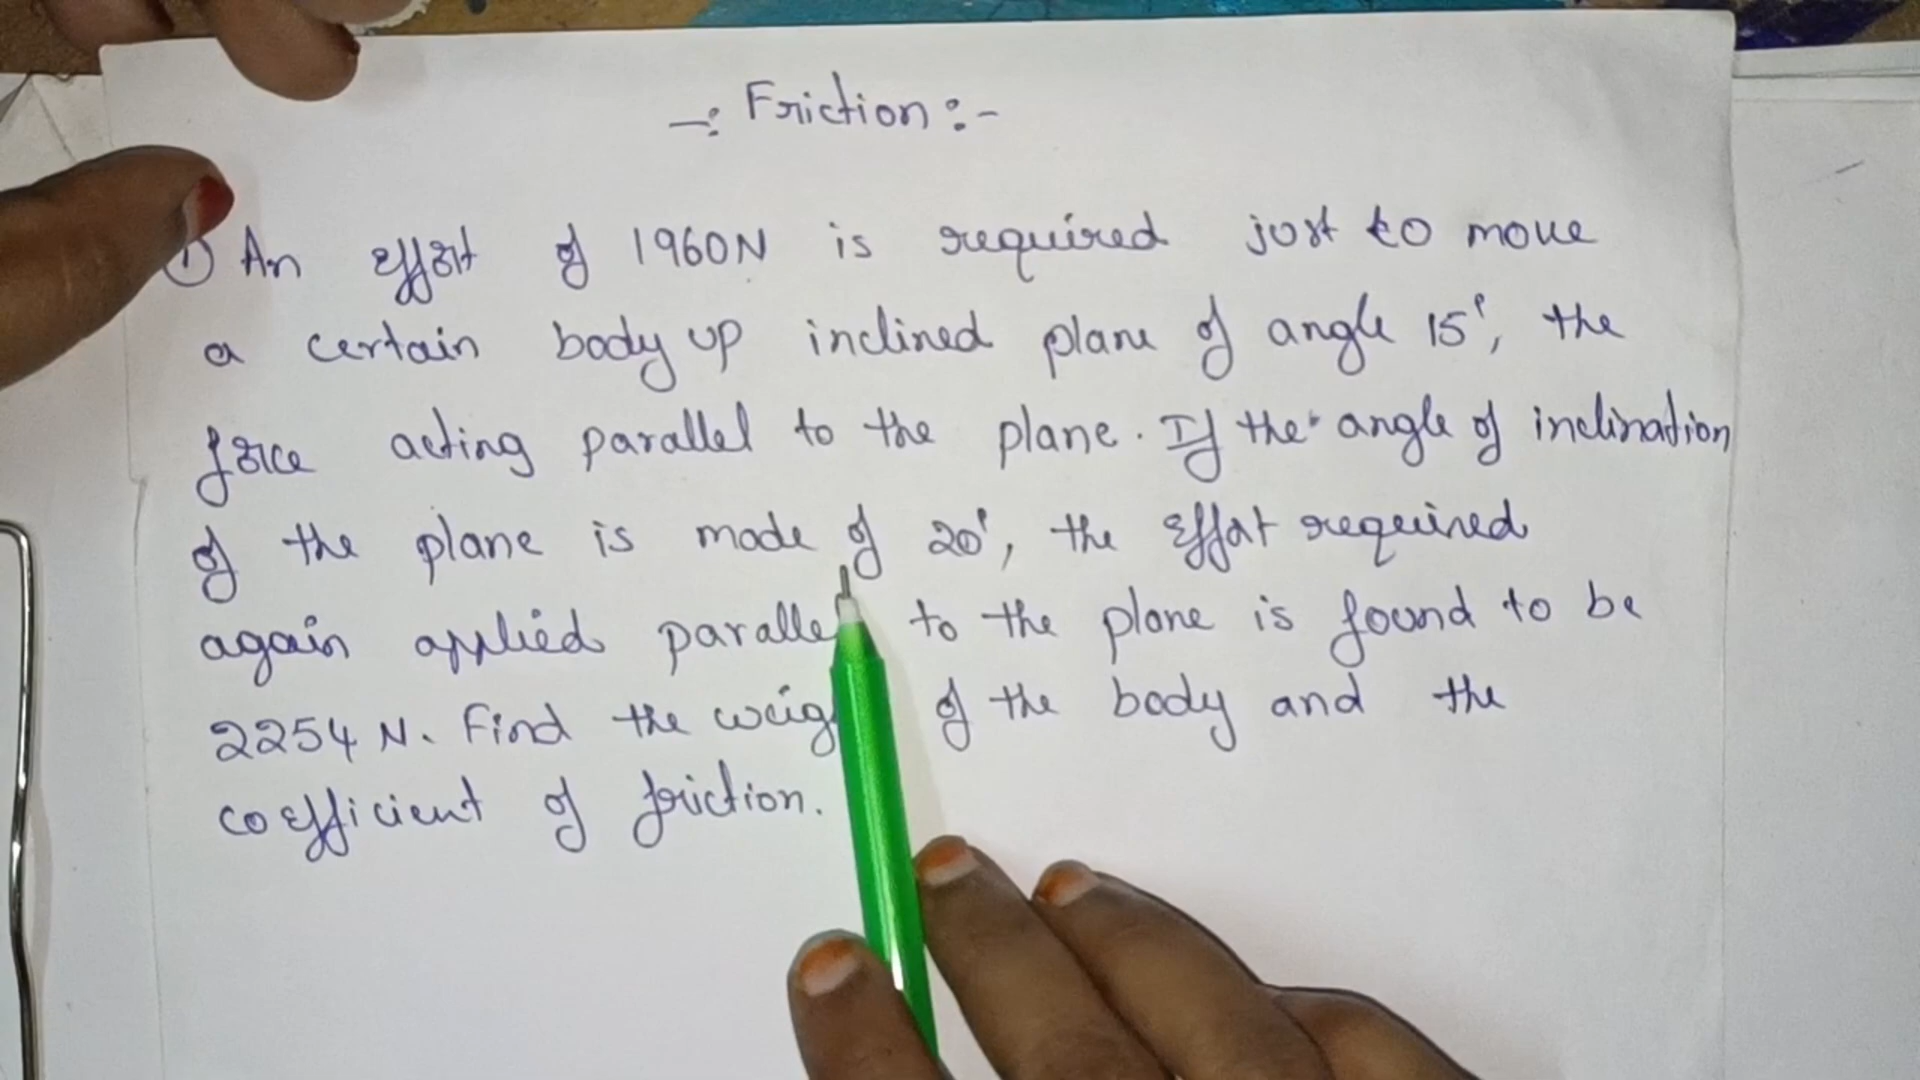 -: Friction :-
① An effort of 1960N is required just to move
a certain body up inclined plane of angle 15°, the
force acting parallel to the plane. If the angle of inclination
of the plane is made of 20°, the effort required
again applied parallel to the plane is found to be
2254 N. Find the weigh of the body and the
coefficient of friction.